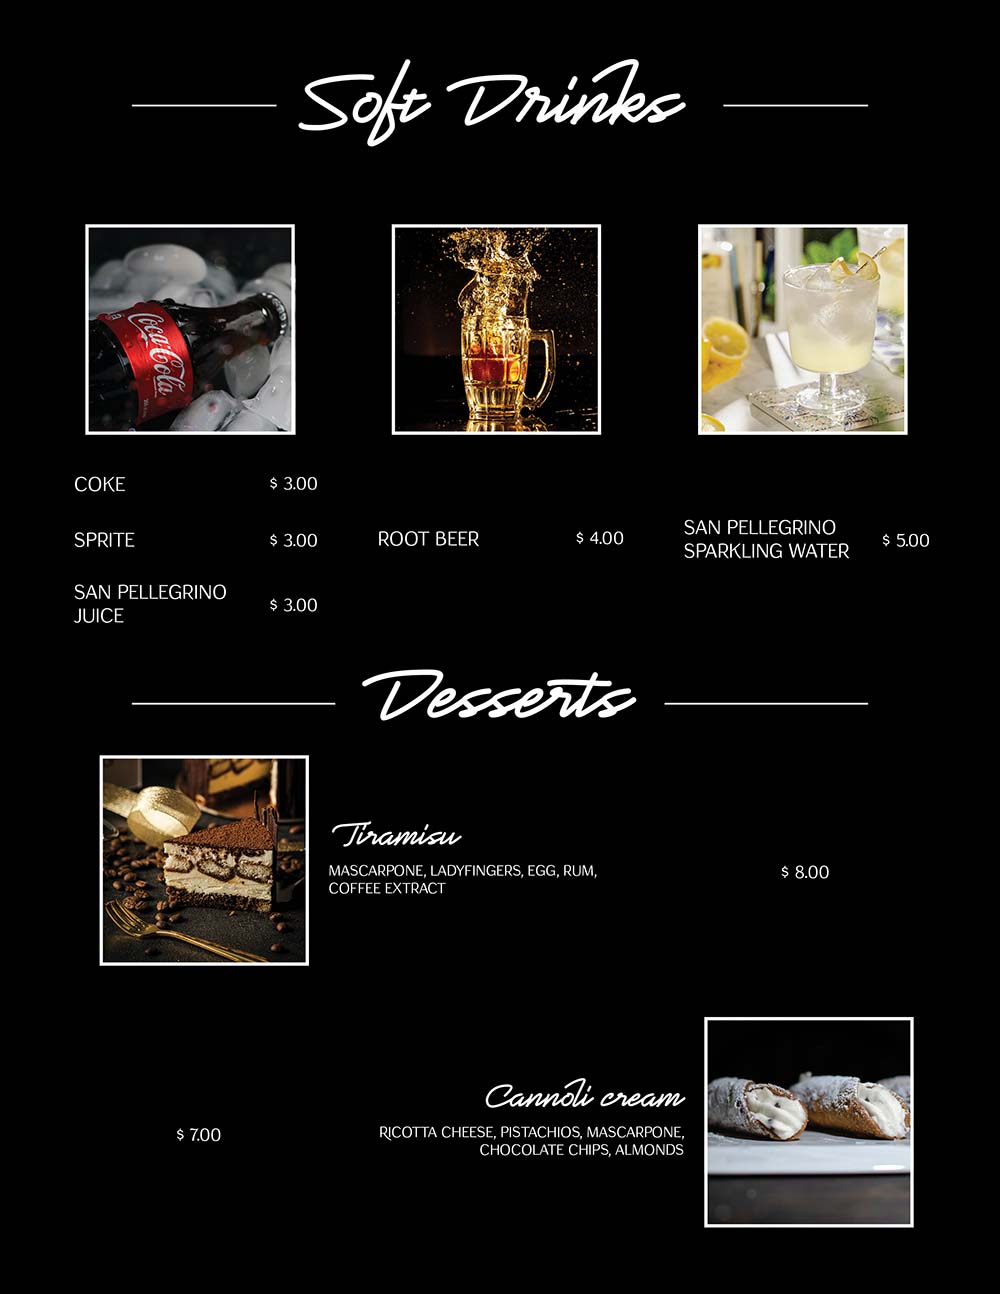 Soft Drinks
Coca-Cola
COKE $ 3.00
SPRITE $ 3.00
SAN PELLEGRINO
JUICE $ 3.00
ROOT BEER $ 4.00
SAN PELLEGRINO
SPARKLING WATER $ 5.00
Desserts
Tiramisu
MASCARPONE, LADYFINGERS, EGG, RUM,
COFFEE EXTRACT
$ 8.00
Cannoli cream
$ 7.00
RICOTTA CHEESE, PISTACHIOS, MASCARPONE,
CHOCOLATE CHIPS, ALMONDS